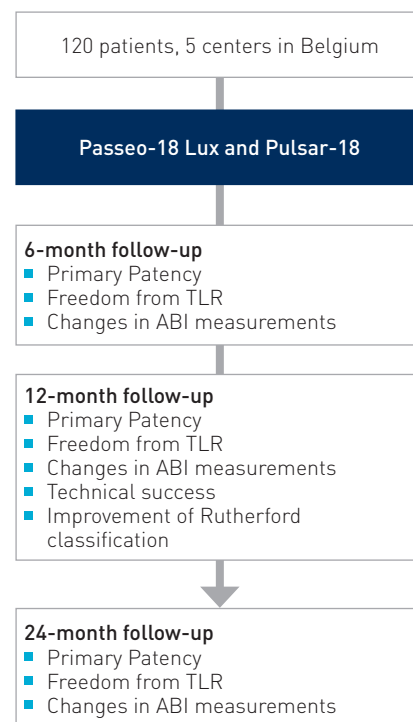 120 patients, 5 centers in Belgium
Passeo-18 Lux and Pulsar-18
6-month follow-up
Primary Patency
Freedom from TLR
Changes in ABI measurements
12-month follow-up
Primary Patency
Freedom from TLR
Changes in ABI measurements
Technical success
Improvement of Rutherford
classification
24-month follow-up
Primary Patency
Freedom from TLR
Changes in ABI measurements